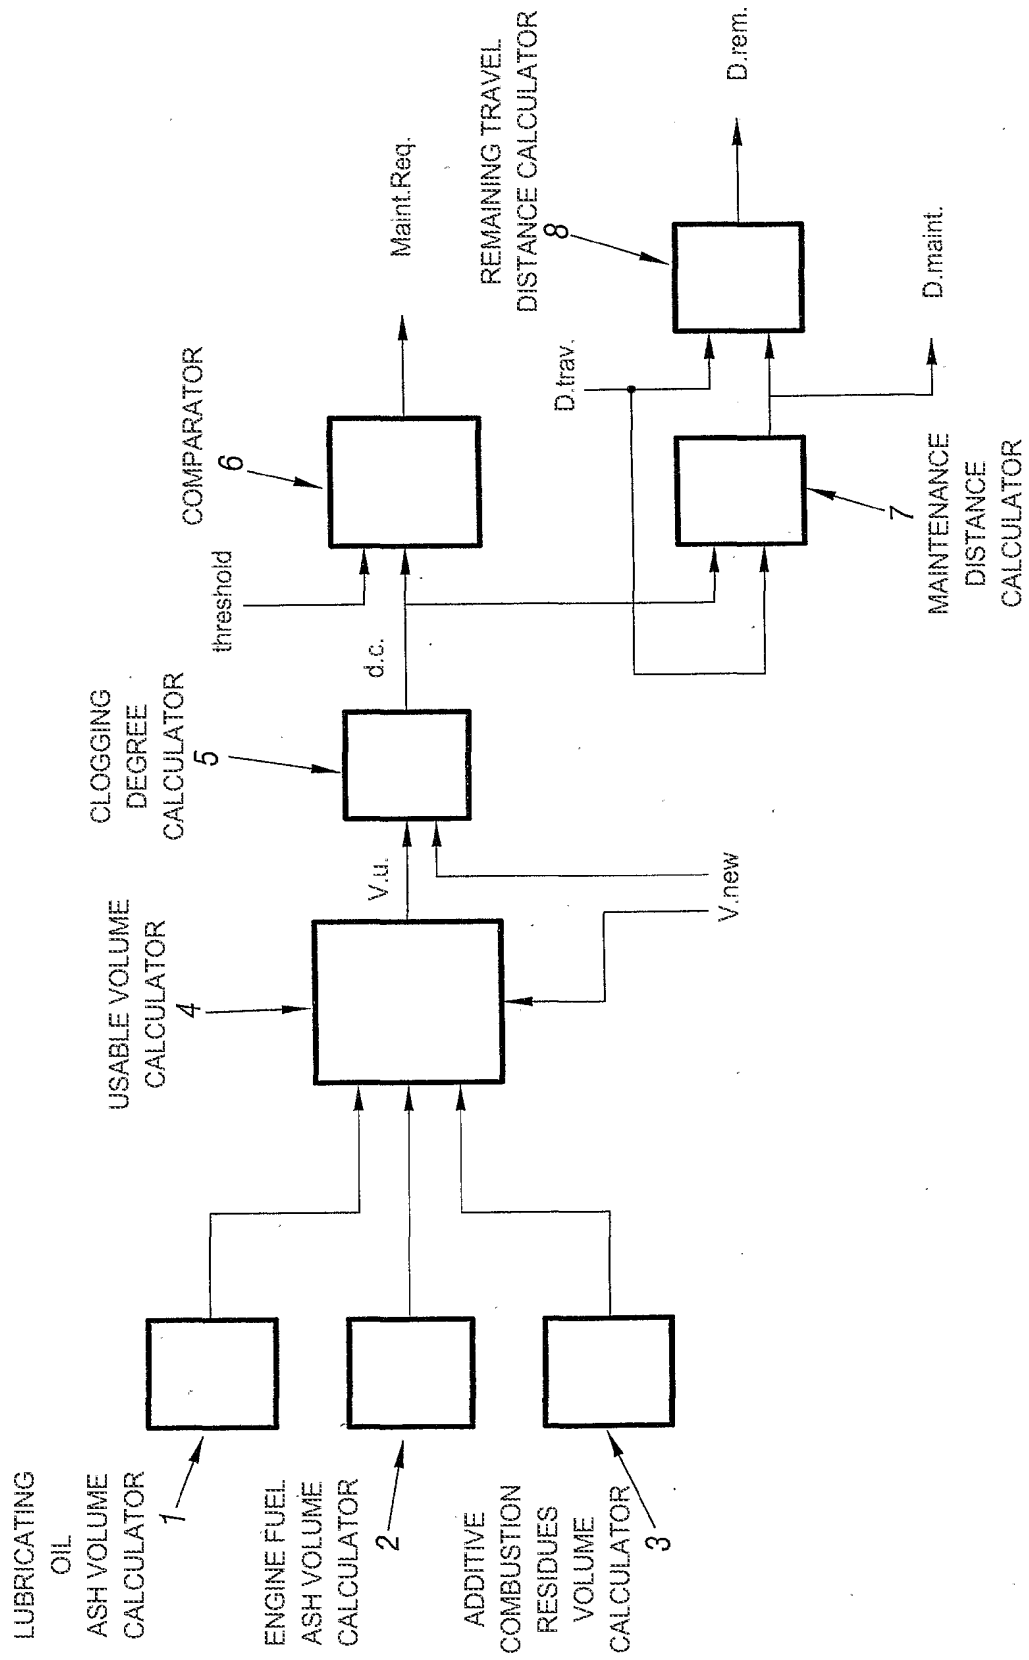 LUBRICATING
OIL
ASH VOLUME
CALCULATOR
1
ENGINE FUEL
ASH VOLUME
CALCULATOR
2
ADDITIVE
COMBUSTION
RESIDUES
VOLUME
CALCULATOR
3
USABLE VOLUME
CALCULATOR
4
V.u.
V.new
CLOGGING
DEGREE
CALCULATOR
5
d.c.
threshold
COMPARATOR
6
Maint.Req.
D.trav.
MAINTENANCE
DISTANCE
CALCULATOR
7
D.maint.
REMAINING TRAVEL
DISTANCE CALCULATOR
8
D.rem.